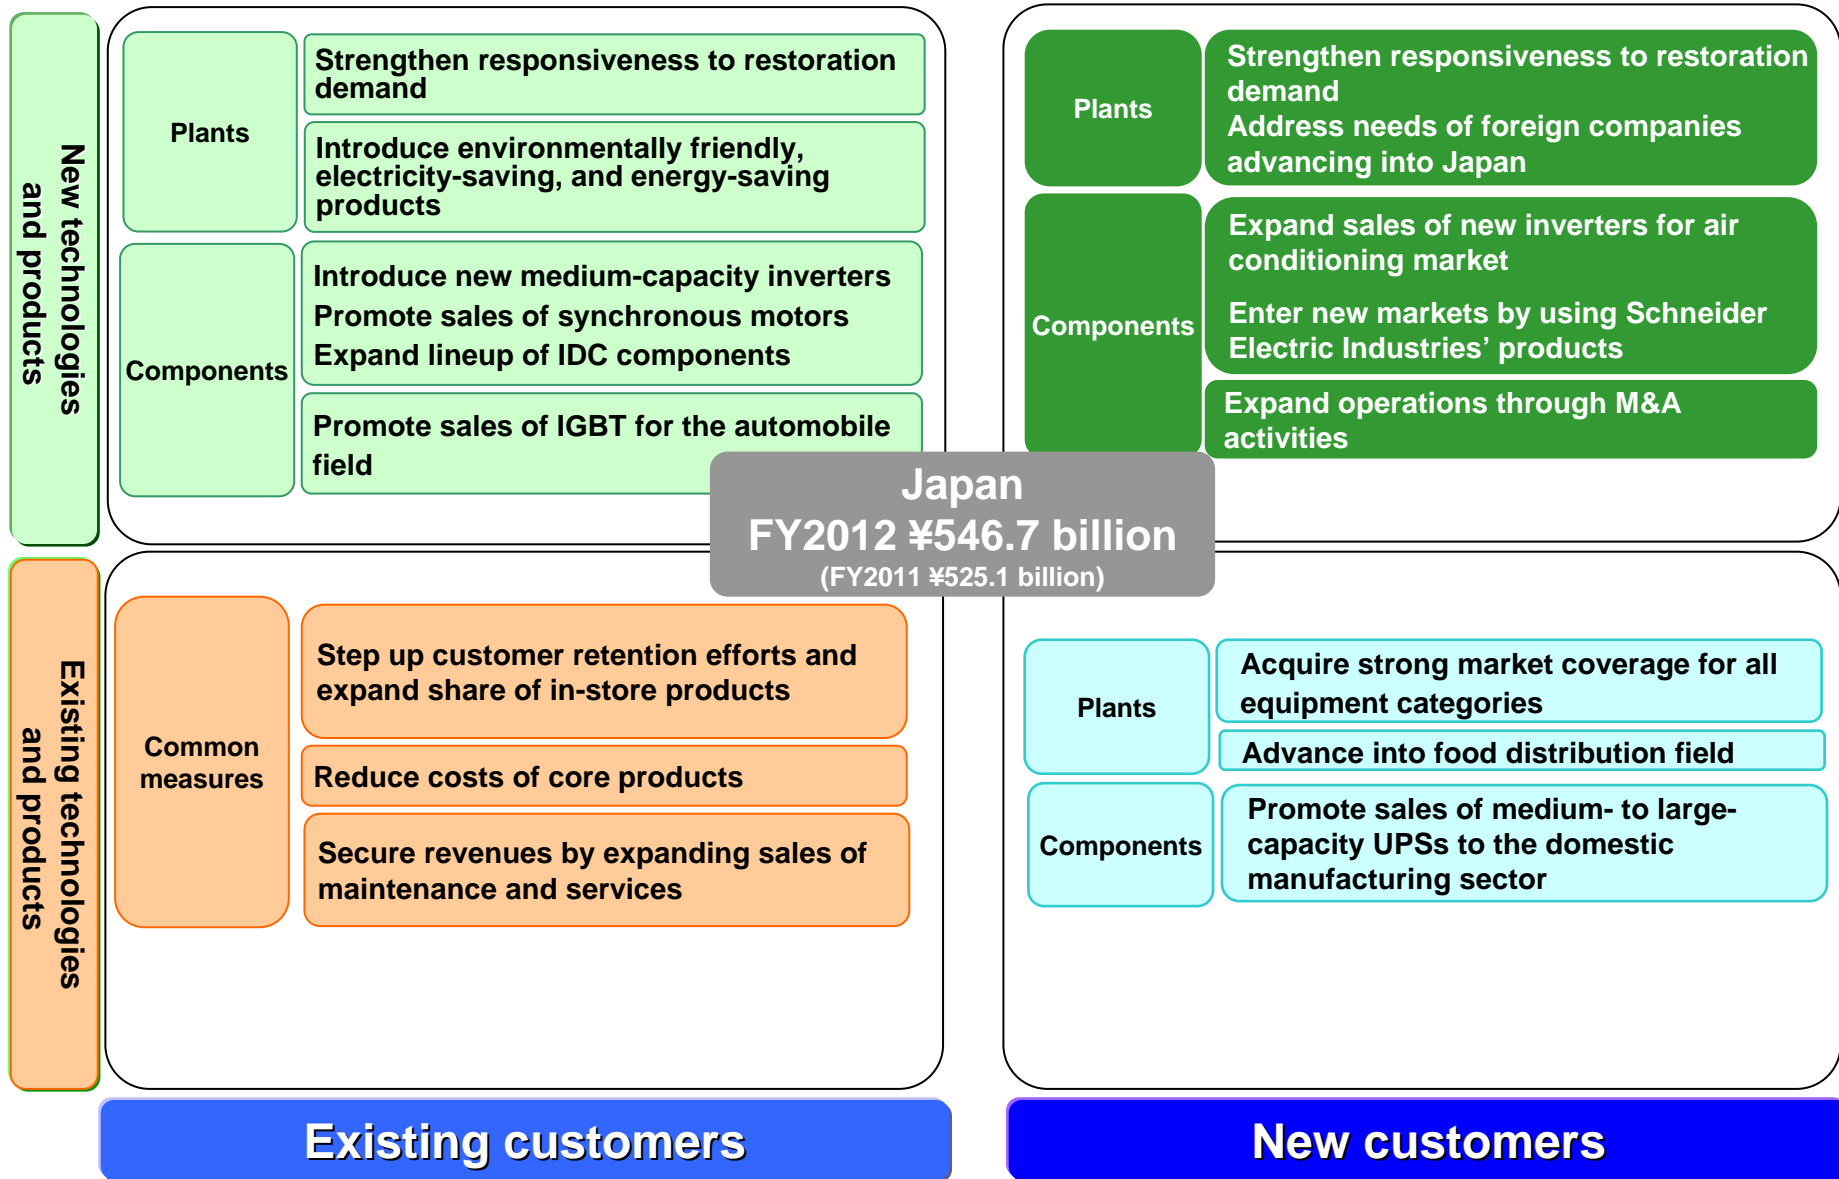 New technologies
and products
Plants
Strengthen responsiveness to restoration
demand
Introduce environmentally friendly,
electricity-saving, and energy-saving
products
Components
Introduce new medium-capacity inverters
Promote sales of synchronous motors
Expand lineup of IDC components
Promote sales of IGBT for the automobile
field
Plants
Strengthen responsiveness to restoration
demand
Address needs of foreign companies
advancing into Japan
Components
Expand sales of new inverters for air
conditioning market
Enter new markets by using Schneider
Electric Industries’ products
Expand operations through M&A
activities
Japan
FY2012 ¥546.7 billion
(FY2011 ¥525.1 billion)
Existing technologies
and products
Common
measures
Step up customer retention efforts and
expand share of in-store products
Reduce costs of core products
Secure revenues by expanding sales of
maintenance and services
Plants
Acquire strong market coverage for all
equipment categories
Advance into food distribution field
Components
Promote sales of medium- to large-
capacity UPSs to the domestic
manufacturing sector
Existing customers
New customers